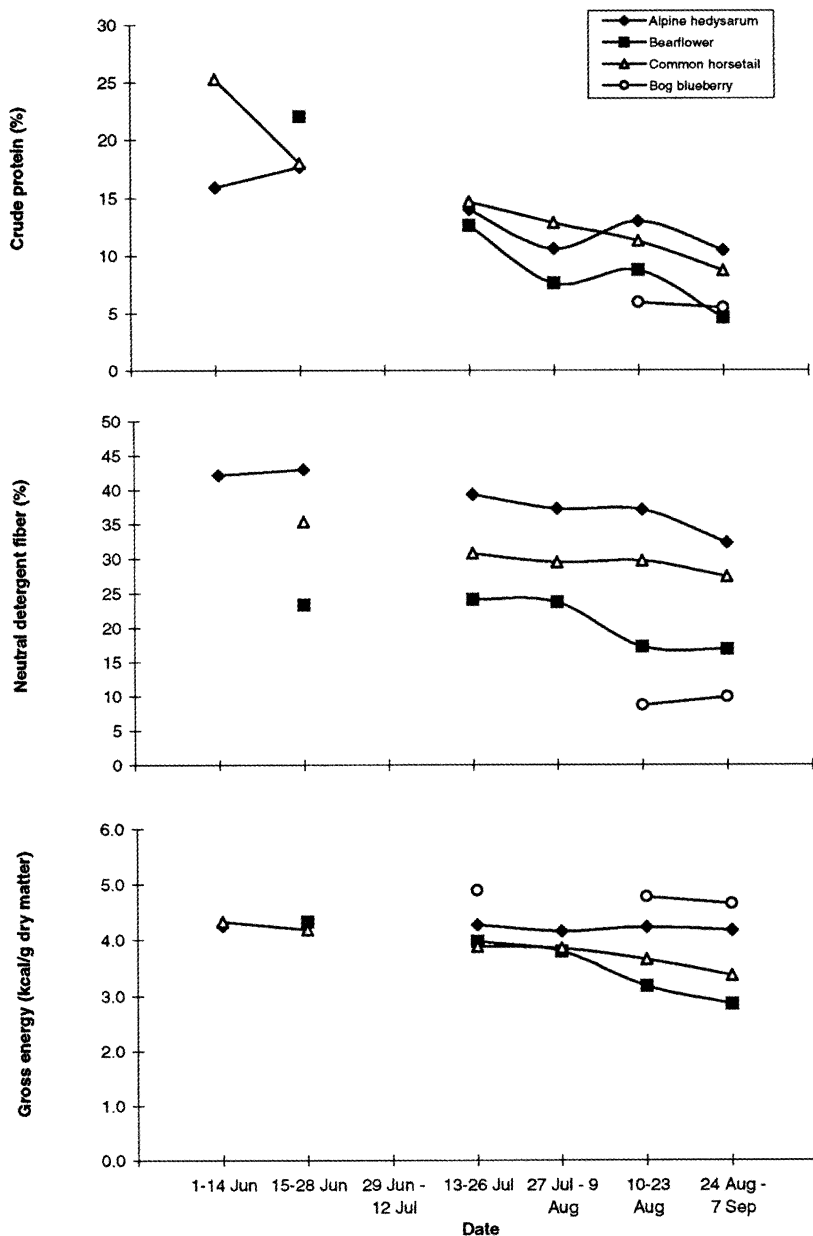 Alpine hedysarum
Bearflower
Common horsetail
Bog blueberry
Crude protein (%)
30
25
20
15
10
5
0
Neutral detergent fiber (%)
50
45
40
35
30
25
20
15
10
5
0
Gross energy (kcal/g dry matter)
6.0
5.0
4.0
3.0
2.0
1.0
0.0
1-14 Jun 15-28 Jun 29 Jun - 13-26 Jul 27 Jul - 9 10-23 24 Aug -
12 Jul Aug Aug 7 Sep
Date